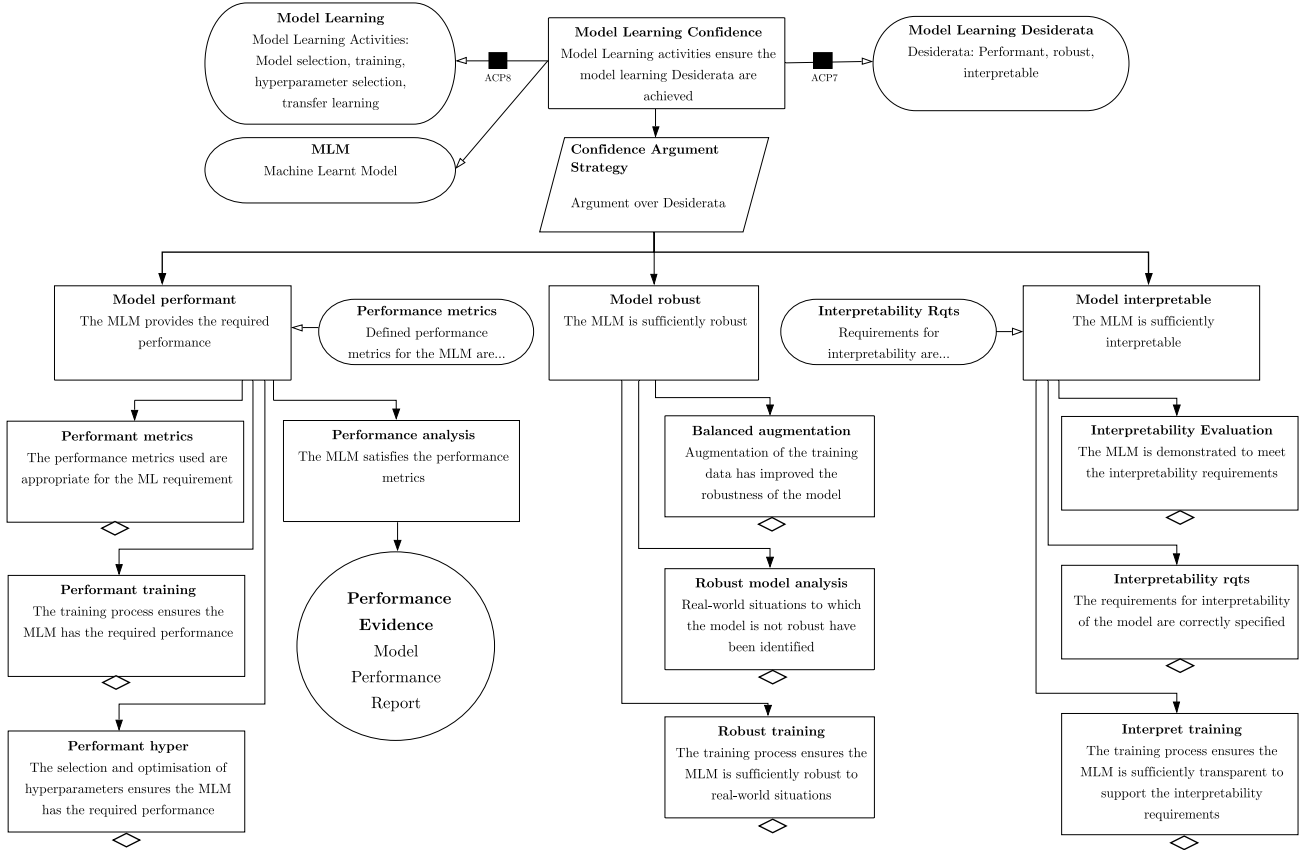 Model Learning
Model Learning Activities:
Model selection, training,
hyperparameter selection,
transfer learning
ACP8
Model Learning Confidence
Model Learning activities ensure the
model learning Desiderata are
achieved
ACP7
Model Learning Desiderata
Desiderata: Performant, robust,
interpretable
MLM
Machine Learnt Model
Confidence Argument
Strategy
Argument over Desiderata
Model performant
The MLM provides the required
performance
Performance metrics
Defined performance
metrics for the MLM are...
Model robust
The MLM is sufficiently robust
Interpretability Rqts
Requirements for
interpretability are...
Model interpretable
The MLM is sufficiently
interpretable
Performant metrics
The performance metrics used are
appropriate for the ML requirement
Performance analysis
The MLM satisfies the performance
metrics
Balanced augmentation
Augmentation of the training
data has improved the
robustness of the model
Interpretability Evaluation
The MLM is demonstrated to meet
the interpretability requirements
Performant training
The training process ensures the
MLM has the required performance
Performance
Evidence
Model
Performance
Report
Robust model analysis
Real-world situations to which
the model is not robust have
been identified
Interpretability rqts
The requirements for interpretability
of the model are correctly specified
Performant hyper
The selection and optimisation of
hyperparameters ensures the MLM
has the required performance
Robust training
The training process ensures the
MLM is sufficiently robust to
real-world situations
Interpret training
The training process ensures the
MLM is sufficiently transparent to
support the interpretability
requirements